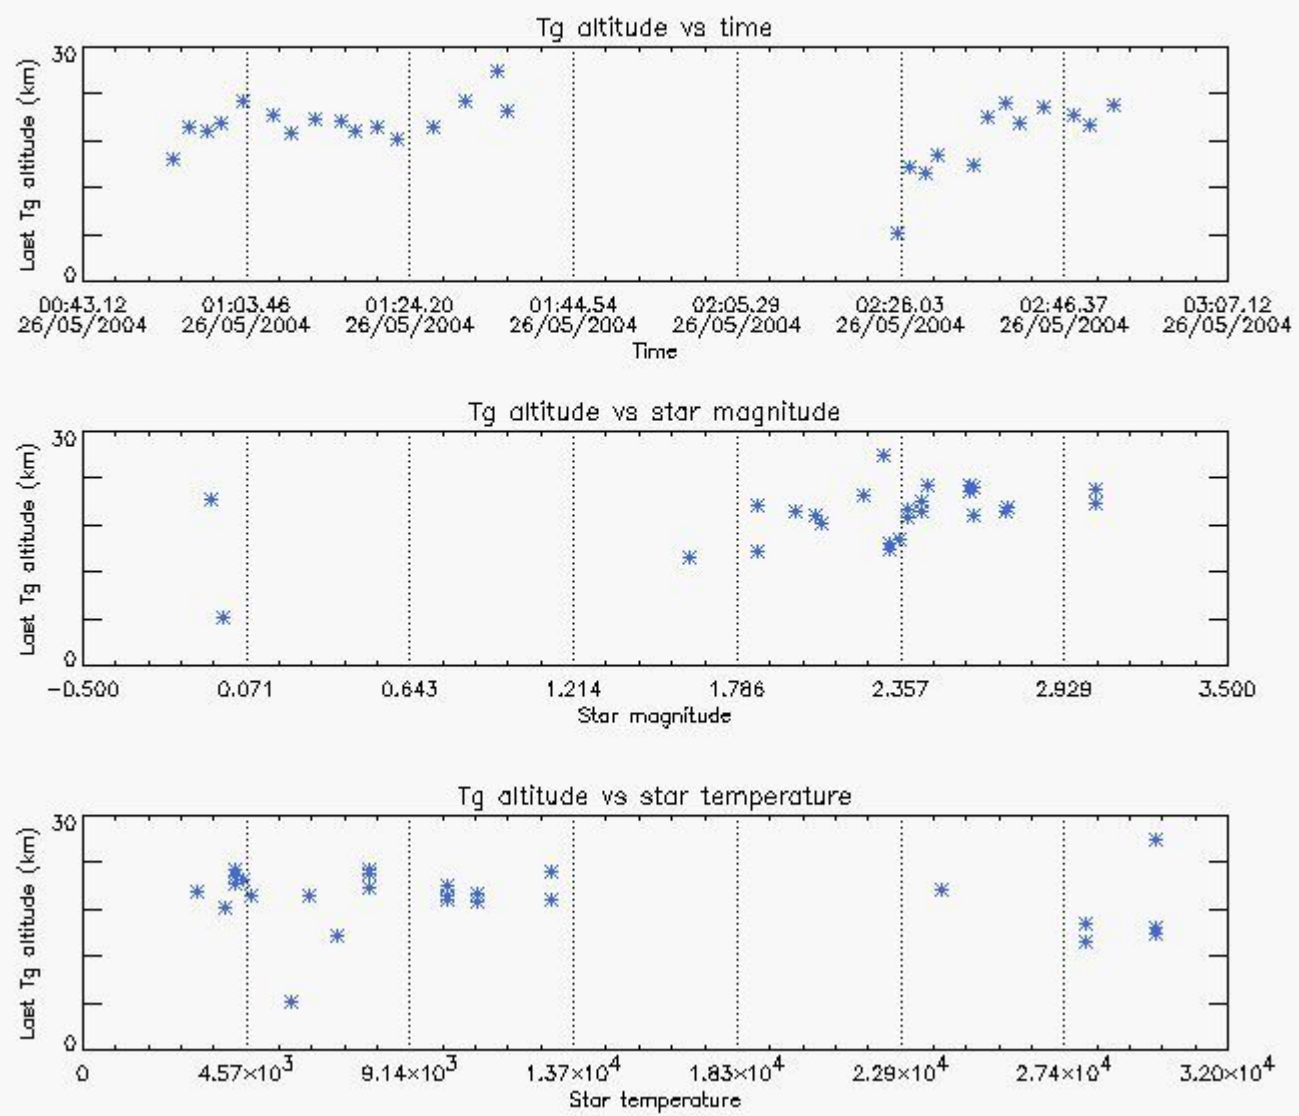 Tg altitude vs time
30
Last Tg altitude (km)
0
00:43.12 01:03.46 01:24.20 01:44.54 02:05.29 02:26.03 02:46.37 03:07.12
26/05/2004 26/05/2004 26/05/2004 26/05/2004 26/05/2004 26/05/2004 26/05/2004 26/05/2004
Time
Tg altitude vs star magnitude
30
Last Tg altitude (km)
0
-0.500 0.071 0.643 1.214 1.786 2.357 2.929 3.500
Star magnitude
Tg altitude vs star temperature
30
Last Tg altitude (km)
0
0 4.57×10³ 9.14×10³ 1.37×10⁴ 1.83×10⁴ 2.29×10⁴ 2.74×10⁴ 3.20×10⁴
Star temperature